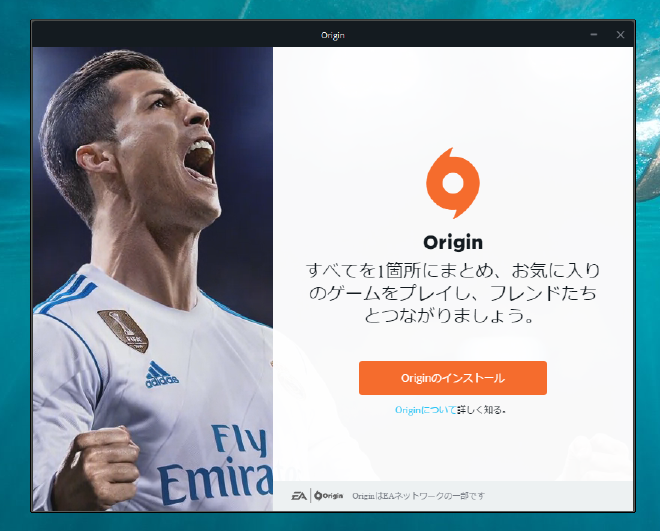 Origin
Origin
すべてを1箇所にまとめ、お気に入り
のゲームをプレイし、フレンドたち
とつながりましょう。
Originのインストール
Originについて詳しく知る。
adidas
Fly
Emira
EA Origin OriginはEAネットワークの一部です